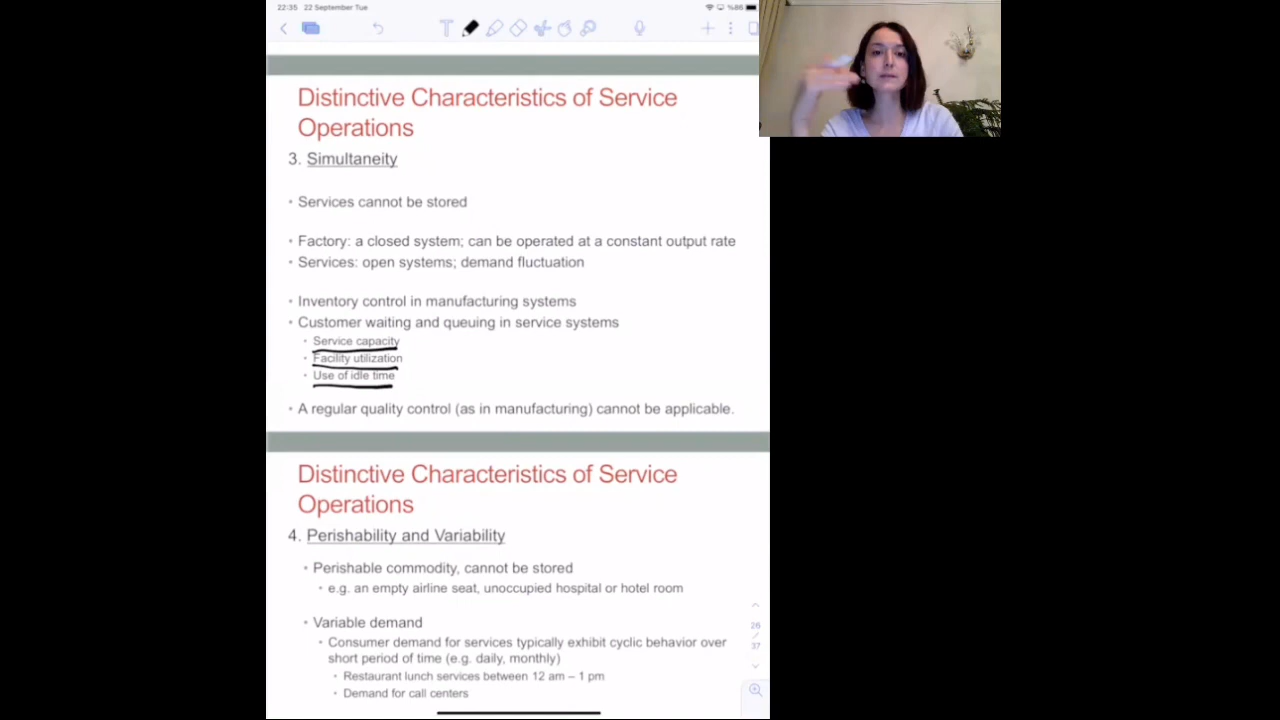 22:35 22 September Tue
%86
Distinctive Characteristics of Service
Operations
3. Simultaneity
• Services cannot be stored
• Factory: a closed system; can be operated at a constant output rate
• Services: open systems; demand fluctuation
• Inventory control in manufacturing systems
• Customer waiting and queuing in service systems
• Service capacity
• Facility utilization
• Use of idle time
• A regular quality control (as in manufacturing) cannot be applicable.
Distinctive Characteristics of Service
Operations
4. Perishability and Variability
• Perishable commodity, cannot be stored
• e.g. an empty airline seat, unoccupied hospital or hotel room
• Variable demand
• Consumer demand for services typically exhibit cyclic behavior over
short period of time (e.g. daily, monthly)
• Restaurant lunch services between 12 am – 1 pm
• Demand for call centers
26
/
37